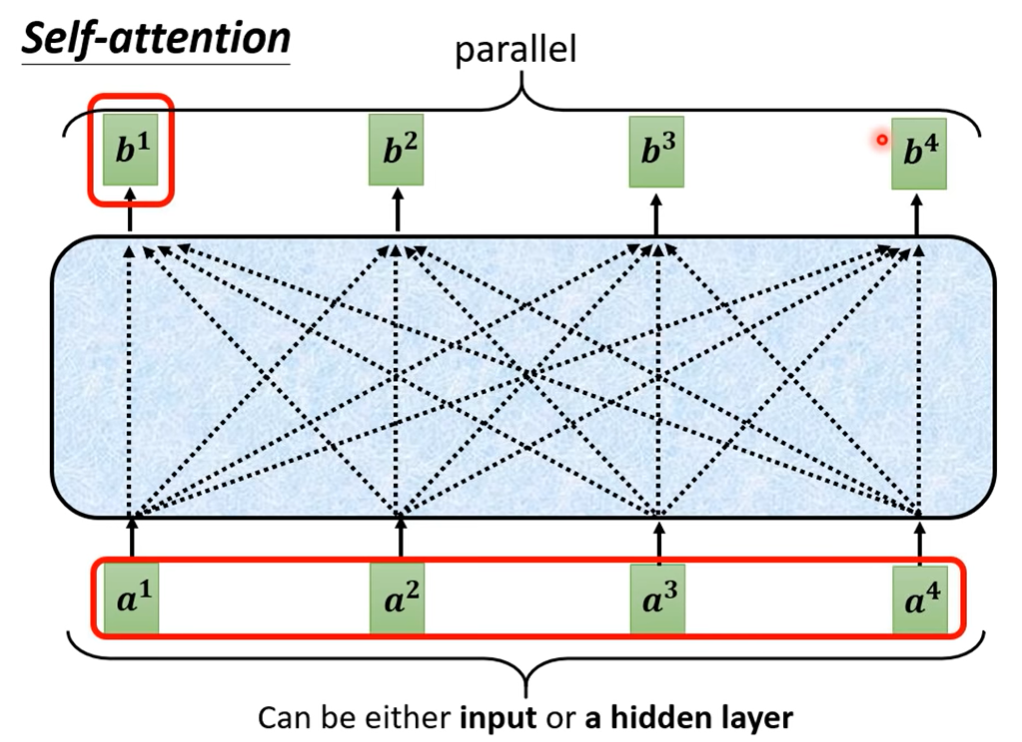 Self-attention
parallel
b¹ b² b³ b⁴
a¹ a² a³ a⁴
Can be either input or a hidden layer